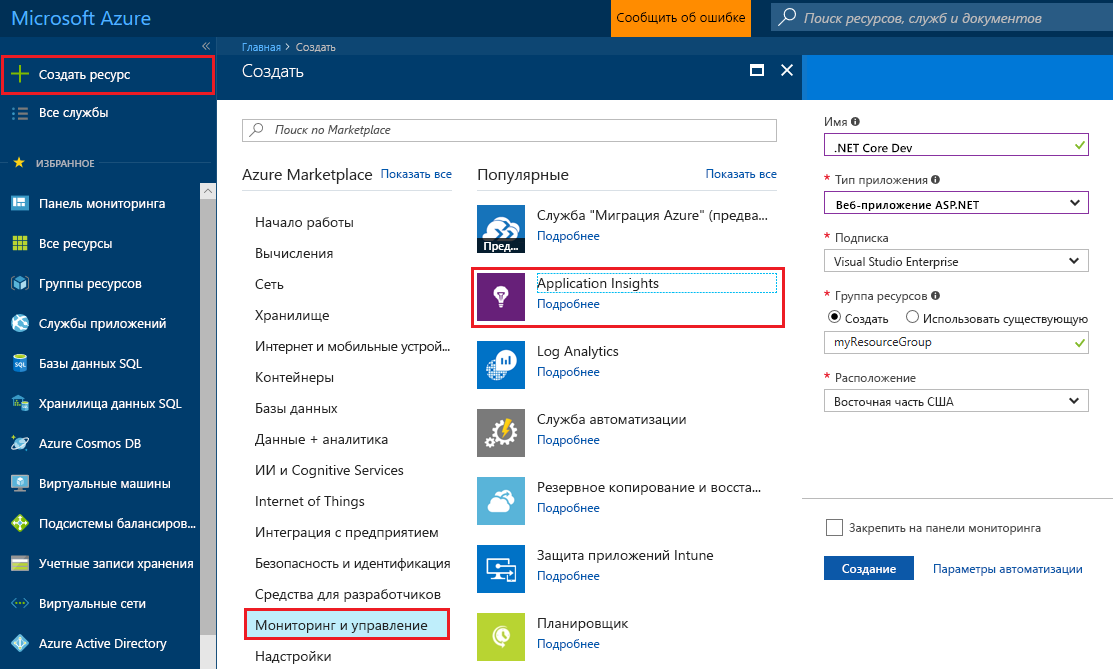 Microsoft Azure
Сообщить об ошибке
Поиск ресурсов, служб и документов
Создать ресурс
Все службы
ИЗБРАННОЕ
Панель мониторинга
Все ресурсы
Группы ресурсов
Службы приложений
Базы данных SQL
Хранилища данных SQL
Azure Cosmos DB
Виртуальные машины
Подсистемы балансиров...
Учетные записи хранения
Виртуальные сети
Azure Active Directory
Главная > Создать
Создать
Поиск по Marketplace
Azure Marketplace Показать все
Начало работы
Вычисления
Сеть
Хранилище
Интернет и мобильные устрой...
Контейнеры
Базы данных
Данные + аналитика
ИИ и Cognitive Services
Internet of Things
Интеграция с предприятием
Безопасность и идентификация
Средства для разработчиков
Мониторинг и управление
Надстройки
Популярные Показать все
Служба "Миграция Azure" (предва...
Пред...
Подробнее
Application Insights
Подробнее
Log Analytics
Подробнее
Служба автоматизации
Подробнее
Резервное копирование и восста...
Подробнее
Защита приложений Intune
Подробнее
Планировщик
Подробнее
Имя
.NET Core Dev
* Тип приложения
Веб-приложение ASP.NET
* Подписка
Visual Studio Enterprise
* Группа ресурсов
Создать Использовать существующую
myResourceGroup
* Расположение
Восточная часть США
Закрепить на панели мониторинга
Создание Параметры автоматизации